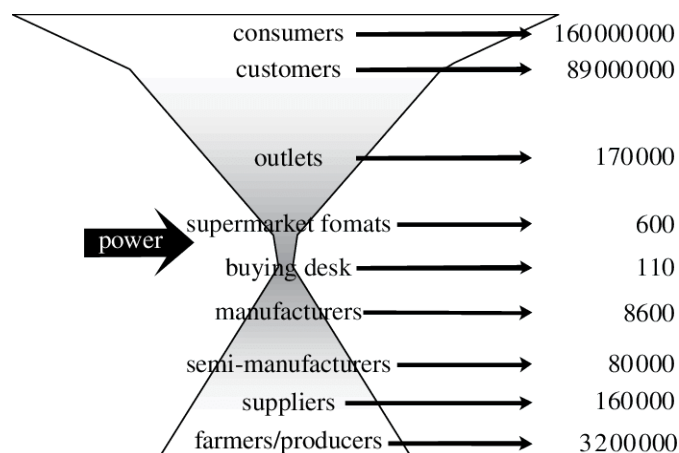 consumers 160000000
customers 89000000
outlets 170000
supermarket fomats 600
power
buying desk 110
manufacturers 8600
semi-manufacturers 80000
suppliers 160000
farmers/producers 3200000